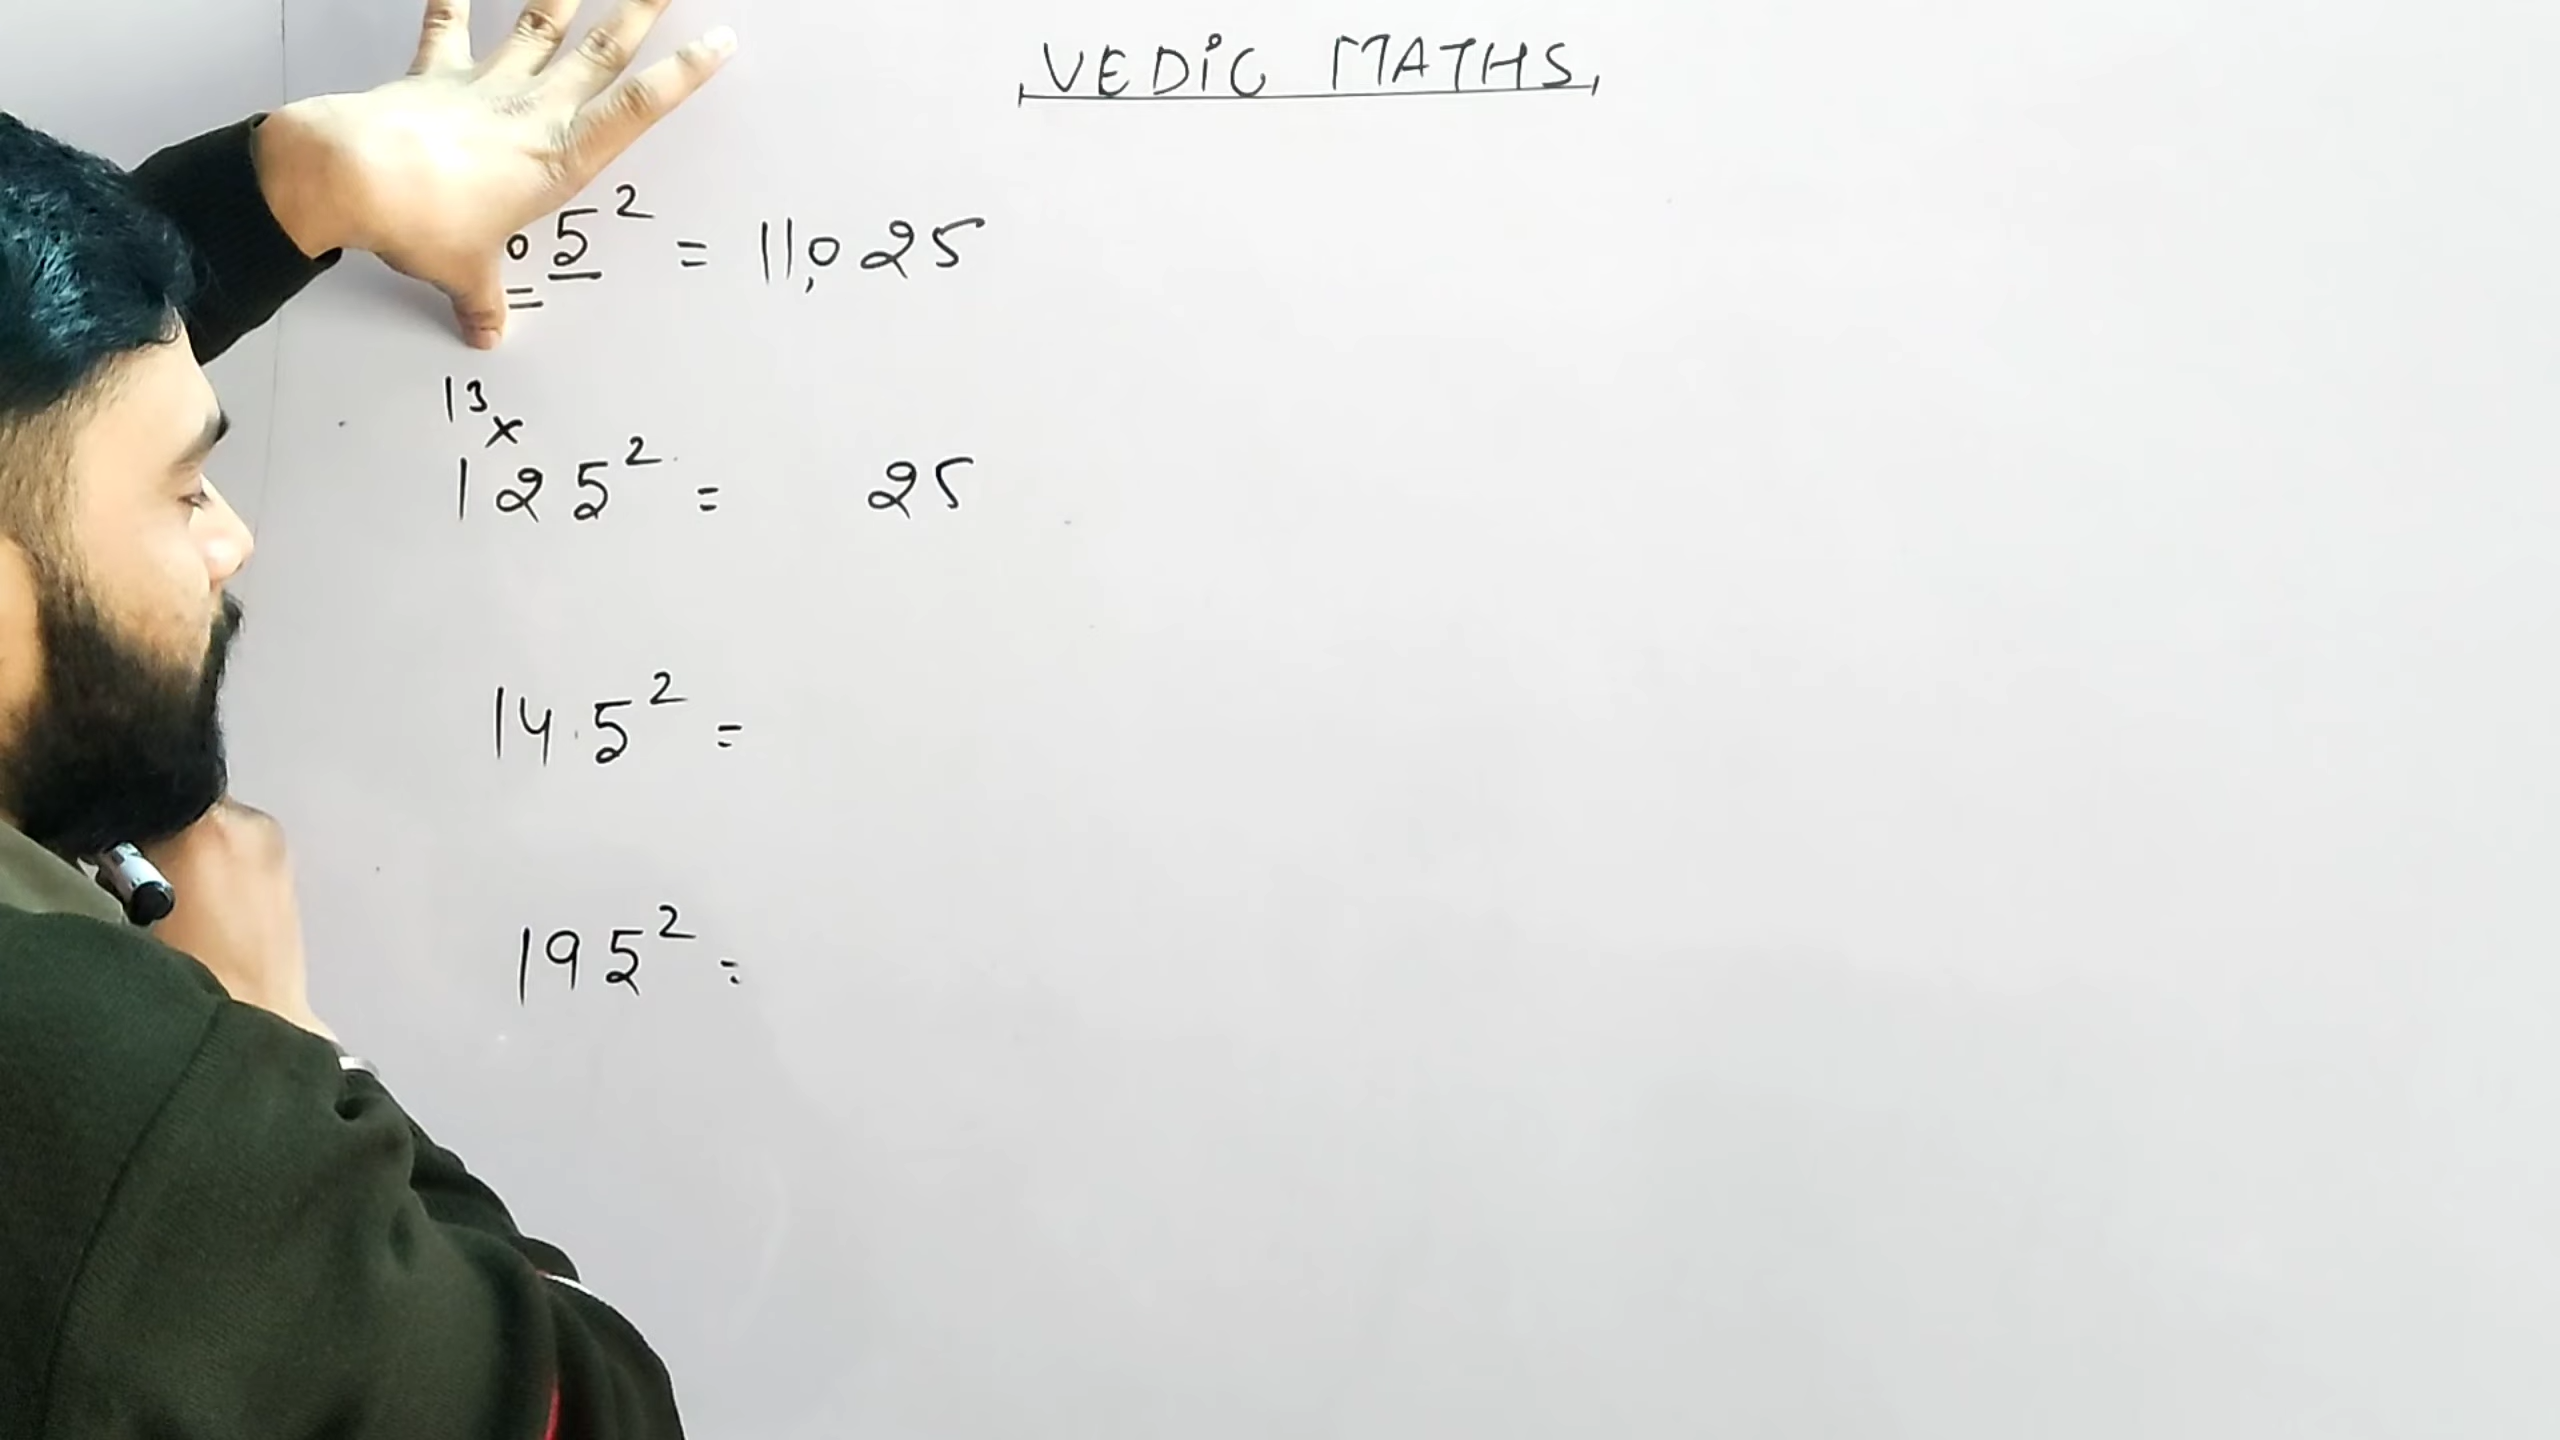 VEDIC MATHS
05² = 11,025
13
x
125² = 25
14.5² =
195² =